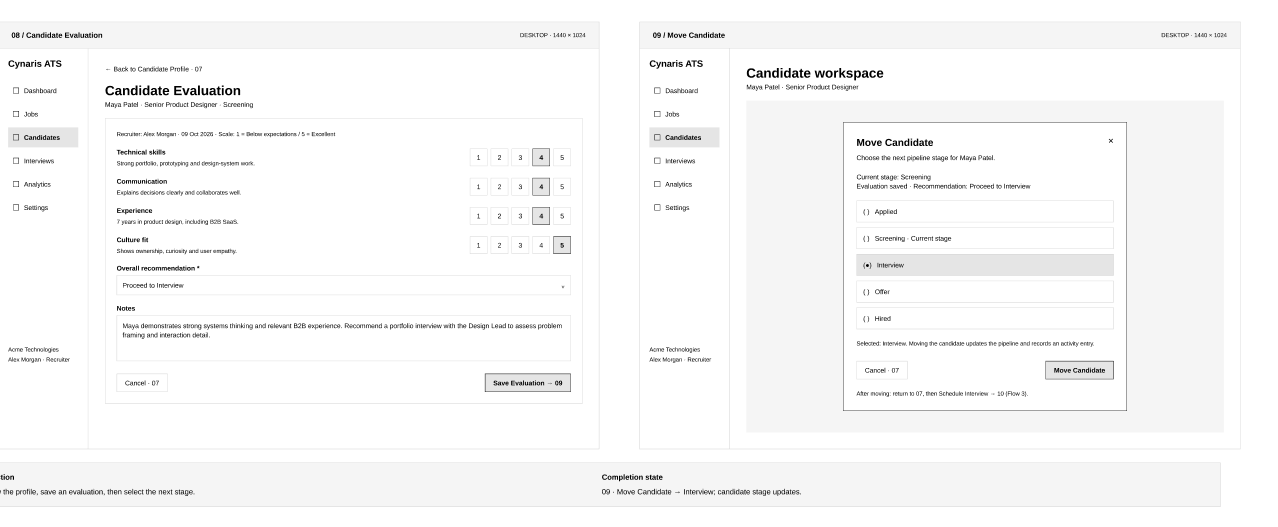 08 / Candidate Evaluation
DESKTOP · 1440 × 1024
Cynaris ATS
Dashboard
Jobs
Candidates
Interviews
Analytics
Settings
Acme Technologies
Alex Morgan · Recruiter
← Back to Candidate Profile · 07
Candidate Evaluation
Maya Patel · Senior Product Designer · Screening
Recruiter: Alex Morgan · 09 Oct 2026 · Scale: 1 = Below expectations / 5 = Excellent
Technical skills
Strong portfolio, prototyping and design-system work.
1 2 3 4 5
Communication
Explains decisions clearly and collaborates well.
1 2 3 4 5
Experience
7 years in product design, including B2B SaaS.
1 2 3 4 5
Culture fit
Shows ownership, curiosity and user empathy.
1 2 3 4 5
Overall recommendation *
Proceed to Interview
Notes
Maya demonstrates strong systems thinking and relevant B2B experience. Recommend a portfolio interview with the Design Lead to assess problem
framing and interaction detail.
Cancel · 07
Save Evaluation → 09
09 / Move Candidate
DESKTOP · 1440 × 1024
Cynaris ATS
Dashboard
Jobs
Candidates
Interviews
Analytics
Settings
Acme Technologies
Alex Morgan · Recruiter
Candidate workspace
Maya Patel · Senior Product Designer
Move Candidate
×
Choose the next pipeline stage for Maya Patel.
Current stage: Screening
Evaluation saved · Recommendation: Proceed to Interview
( ) Applied
( ) Screening · Current stage
(●) Interview
( ) Offer
( ) Hired
Selected: Interview. Moving the candidate updates the pipeline and records an activity entry.
Cancel · 07
Move Candidate
After moving: return to 07, then Schedule Interview → 10 (Flow 3).
the profile, save an evaluation, then select the next stage.
Completion state
09 · Move Candidate → Interview; candidate stage updates.